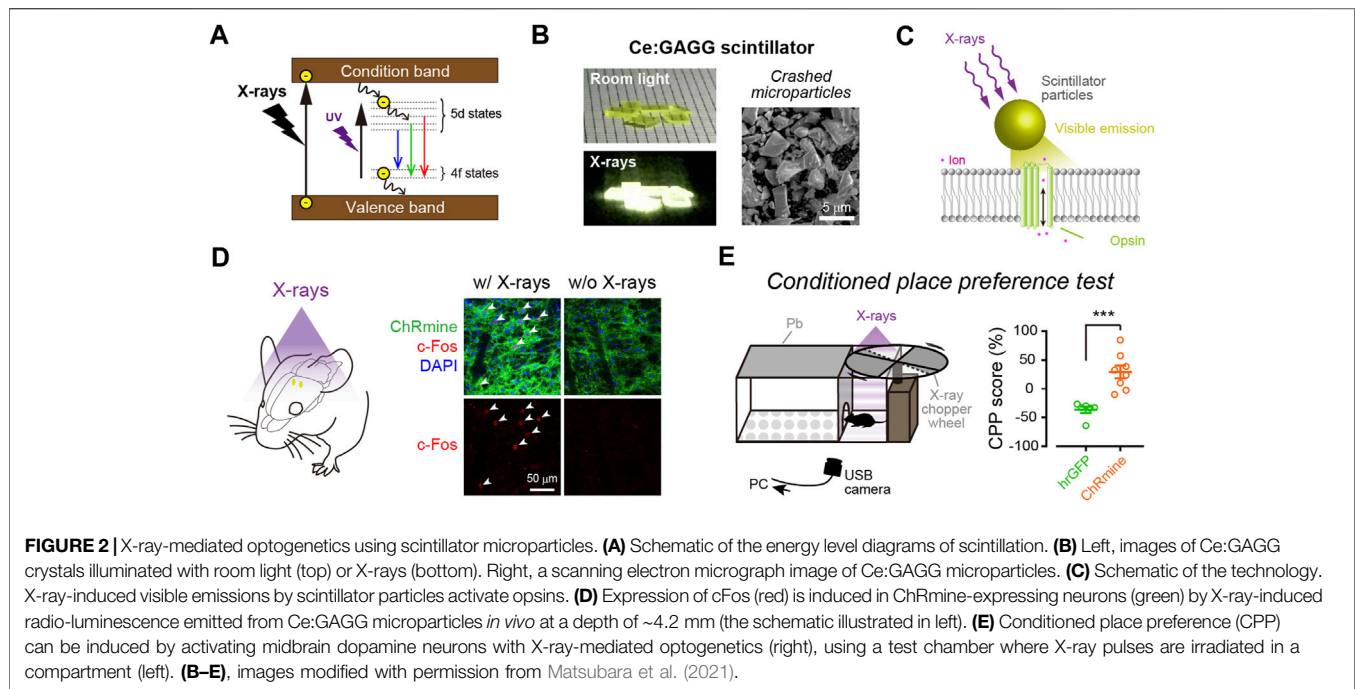 A
Condition band
X-rays
UV
5d states
4f states
Valence band
B
Ce:GAGG scintillator
Room light
X-rays
Crashed
microparticles
5 μm
C
X-rays
Scintillator
particles
Visible emission
Ion
Opsin
D
X-rays
w/ X-rays
w/o X-rays
ChRmine
c-Fos
DAPI
c-Fos
50 μm
E
Conditioned place preference test
Pb
X-rays
X-ray
chopper
wheel
PC
USB
camera
***
CPP score (%)
100
50
0
-50
-100
hrGFP
ChRmine
FIGURE 2 | X-ray-mediated optogenetics using scintillator microparticles. (A) Schematic of the energy level diagrams of scintillation. (B) Left, images of Ce:GAGG
crystals illuminated with room light (top) or X-rays (bottom). Right, a scanning electron micrograph image of Ce:GAGG microparticles. (C) Schematic of the technology.
X-ray-induced visible emissions by scintillator particles activate opsins. (D) Expression of cFos (red) is induced in ChRmine-expressing neurons (green) by X-ray-induced
radio-luminescence emitted from Ce:GAGG microparticles in vivo at a depth of ~4.2 mm (the schematic illustrated in left). (E) Conditioned place preference (CPP)
can be induced by activating midbrain dopamine neurons with X-ray-mediated optogenetics (right), using a test chamber where X-ray pulses are irradiated in a
compartment (left). (B–E), images modified with permission from Matsubara et al. (2021).